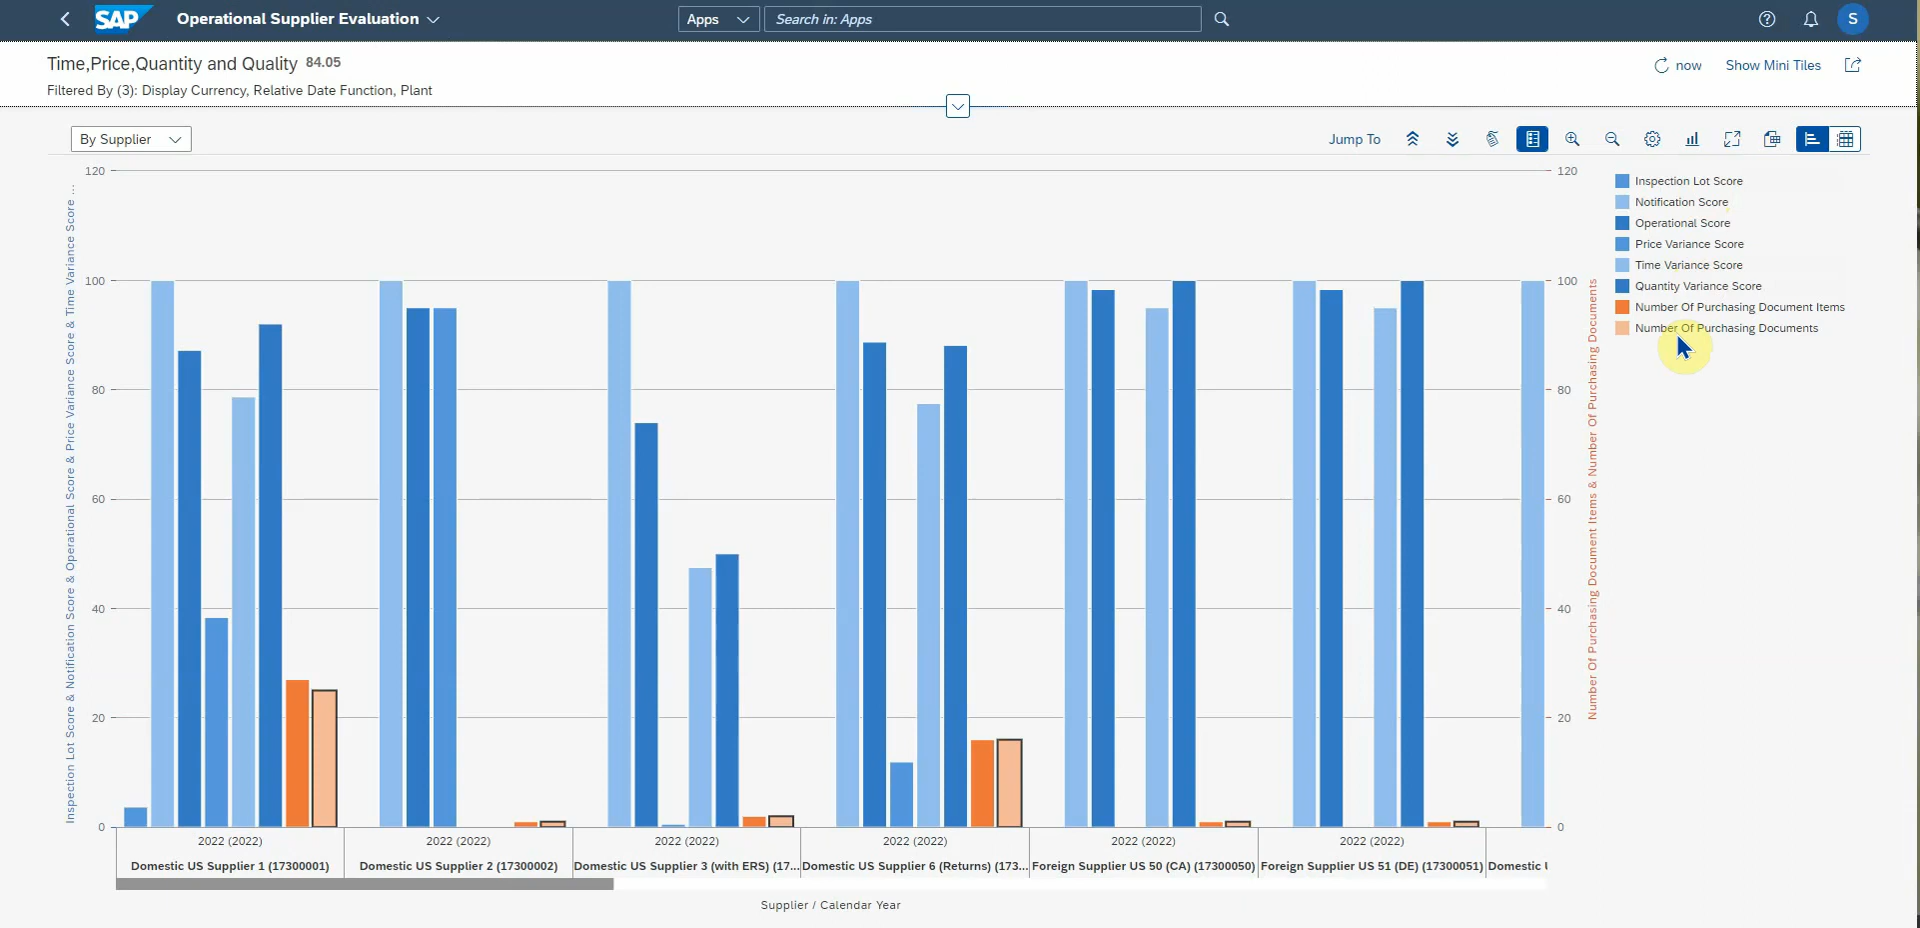 SAP
Operational Supplier Evaluation
Apps
Search in: Apps
S
Time,Price,Quantity and Quality 84.05
now
Show Mini Tiles
Filtered By (3): Display Currency, Relative Date Function, Plant
By Supplier
Jump To
120
100
80
60
40
20
0
Inspection Lot Score & Notification Score & Operational Score & Price Variance Score & Time Variance Score ...
120
100
80
60
40
20
0
Number Of Purchasing Document Items & Number Of Purchasing Documents
Inspection Lot Score
Notification Score
Operational Score
Price Variance Score
Time Variance Score
Quantity Variance Score
Number Of Purchasing Document Items
Number Of Purchasing Documents
2022 (2022)
2022 (2022)
2022 (2022)
2022 (2022)
2022 (2022)
2022 (2022)
Domestic US Supplier 1 (17300001)
Domestic US Supplier 2 (17300002)
Domestic US Supplier 3 (with ERS) (17...
Domestic US Supplier 6 (Returns) (173...
Foreign Supplier US 50 (CA) (17300050)
Foreign Supplier US 51 (DE) (17300051)
Domestic
Supplier / Calendar Year